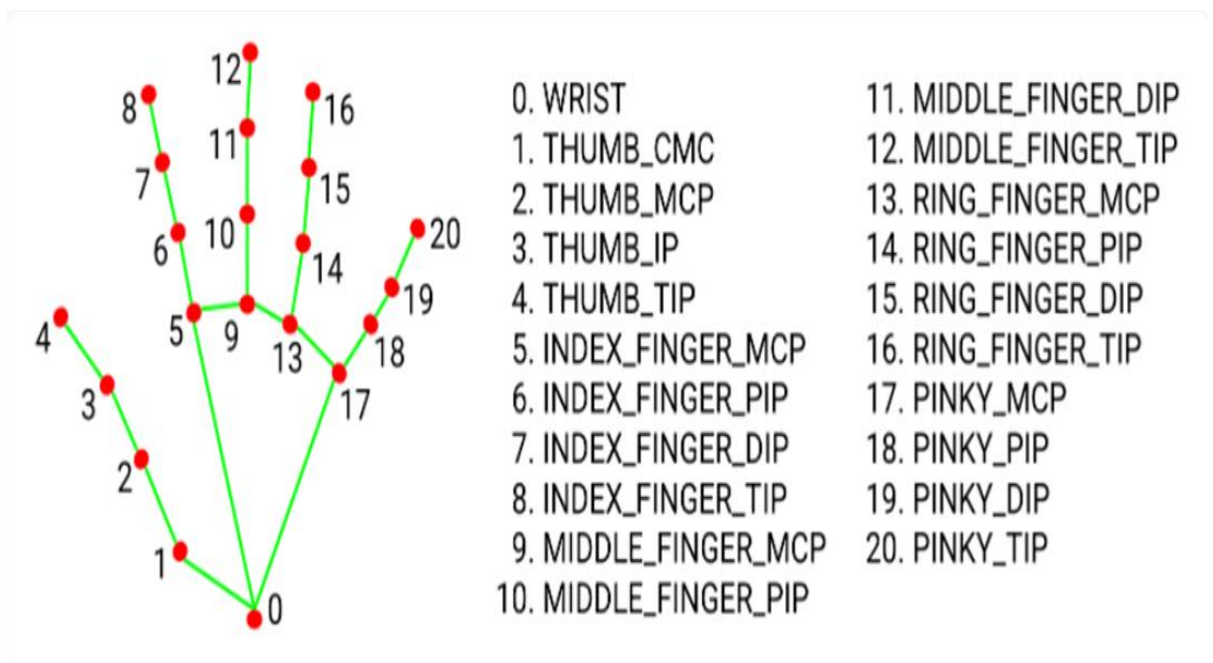 12
8
16
11
7
15
10
6
20
14
19
4
5
9
13
18
3
17
2
1
0
0. WRIST
1. THUMB_CMC
2. THUMB_MCP
3. THUMB_IP
4. THUMB_TIP
5. INDEX_FINGER_MCP
6. INDEX_FINGER_PIP
7. INDEX_FINGER_DIP
8. INDEX_FINGER_TIP
9. MIDDLE_FINGER_MCP
10. MIDDLE_FINGER_PIP
11. MIDDLE_FINGER_DIP
12. MIDDLE_FINGER_TIP
13. RING_FINGER_MCP
14. RING_FINGER_PIP
15. RING_FINGER_DIP
16. RING_FINGER_TIP
17. PINKY_MCP
18. PINKY_PIP
19. PINKY_DIP
20. PINKY_TIP